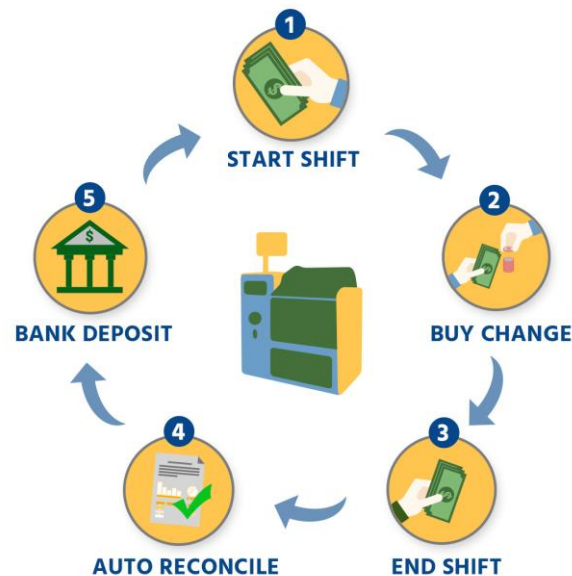 1
START SHIFT
2
BUY CHANGE
3
END SHIFT
4
AUTO RECONCILE
5
$
BANK DEPOSIT